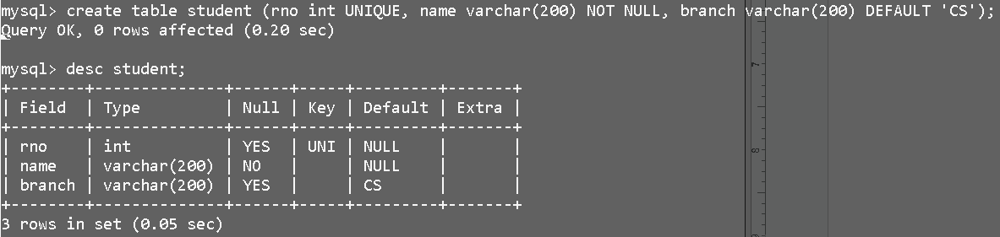 mysql> create table student (rno int UNIQUE, name varchar(200) NOT NULL, branch varchar(200) DEFAULT 'CS');
Query OK, 0 rows affected (0.20 sec)
mysql> desc student;
+--------+--------------+------+-----+---------+-------+
| Field  | Type         | Null | Key | Default | Extra |
+--------+--------------+------+-----+---------+-------+
| rno    | int          | YES  | UNI | NULL    |       |
| name   | varchar(200) | NO   |     | NULL    |       |
| branch | varchar(200) | YES  |     | CS      |       |
+--------+--------------+------+-----+---------+-------+
3 rows in set (0.05 sec)
7
8